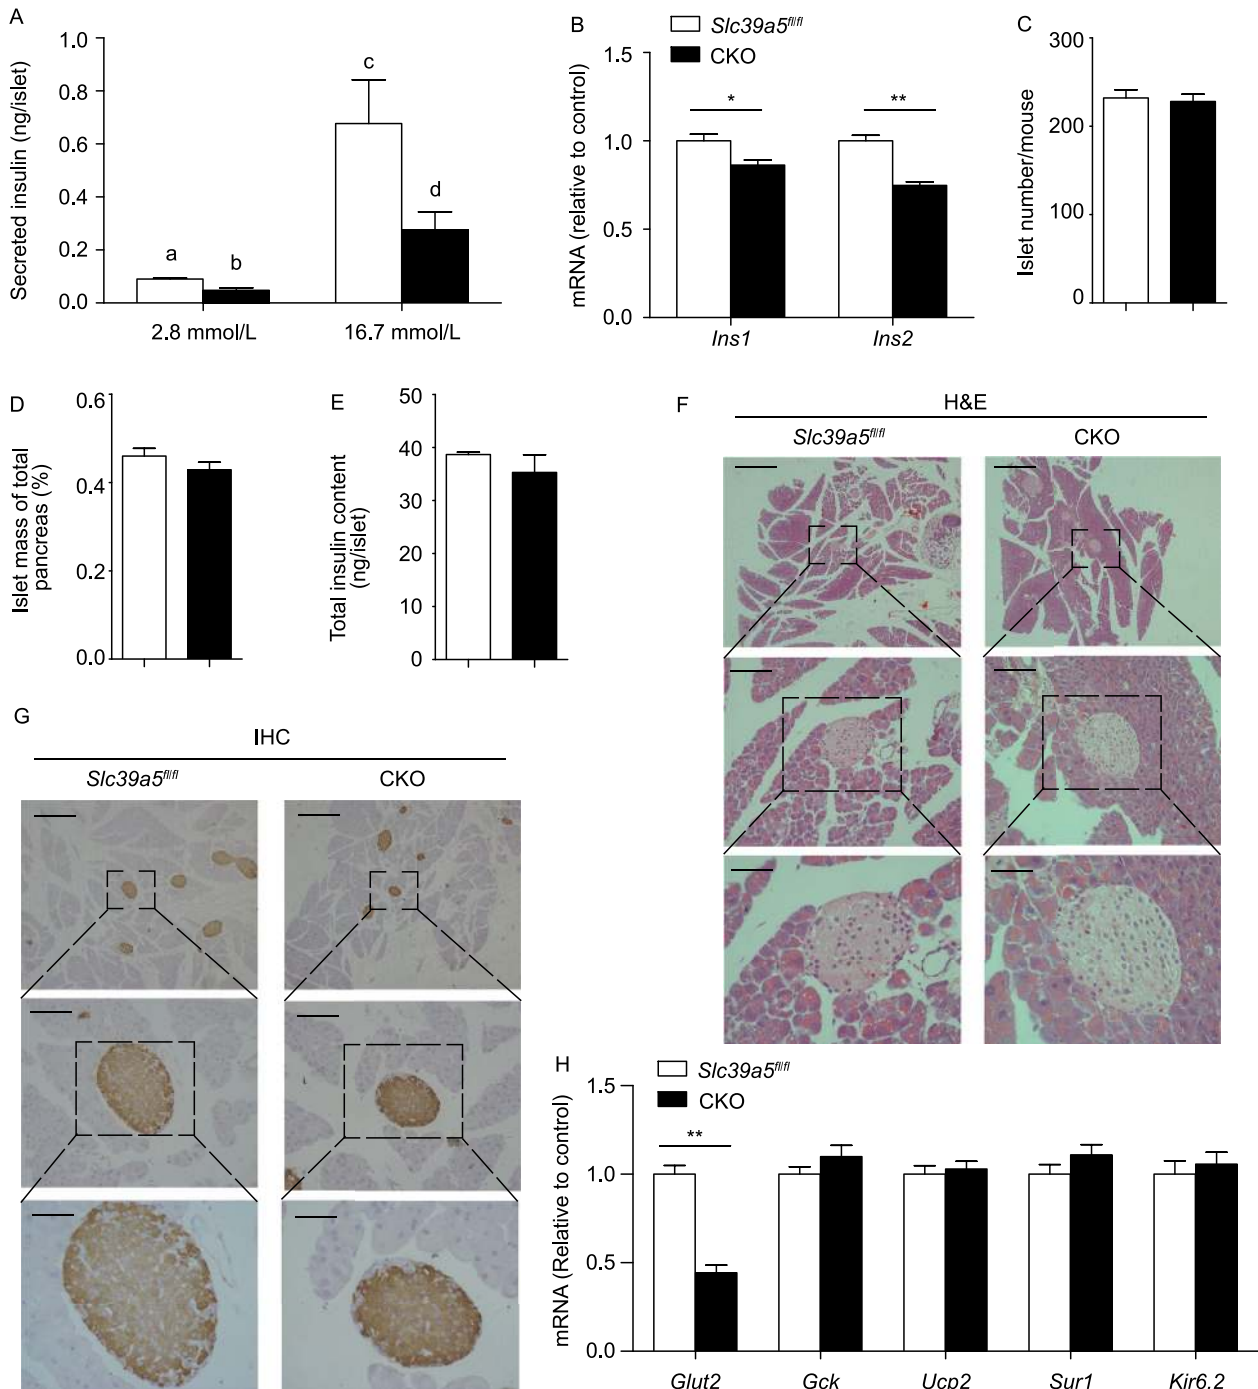 A
Secreted insulin (ng/islet)
1.0
0.8
0.6
0.4
0.2
0.0
a
b
c
d
2.8 mmol/L
16.7 mmol/L
B
Slc39a5fl/fl
CKO
mRNA (relative to control)
1.5
1.0
0.5
0.0
*
**
Ins1
Ins2
C
Islet number/mouse
300
200
100
0
D
Islet mass of total
pancreas (%)
0.6
0.4
0.2
0.0
E
Total insulin content
(ng/islet)
50
40
30
20
10
0
F
H&E
Slc39a5fl/fl
CKO
G
IHC
Slc39a5fl/fl
CKO
H
Slc39a5fl/fl
CKO
mRNA (Relative to control)
1.5
1.0
0.5
0.0
**
Glut2
Gck
Ucp2
Sur1
Kir6.2